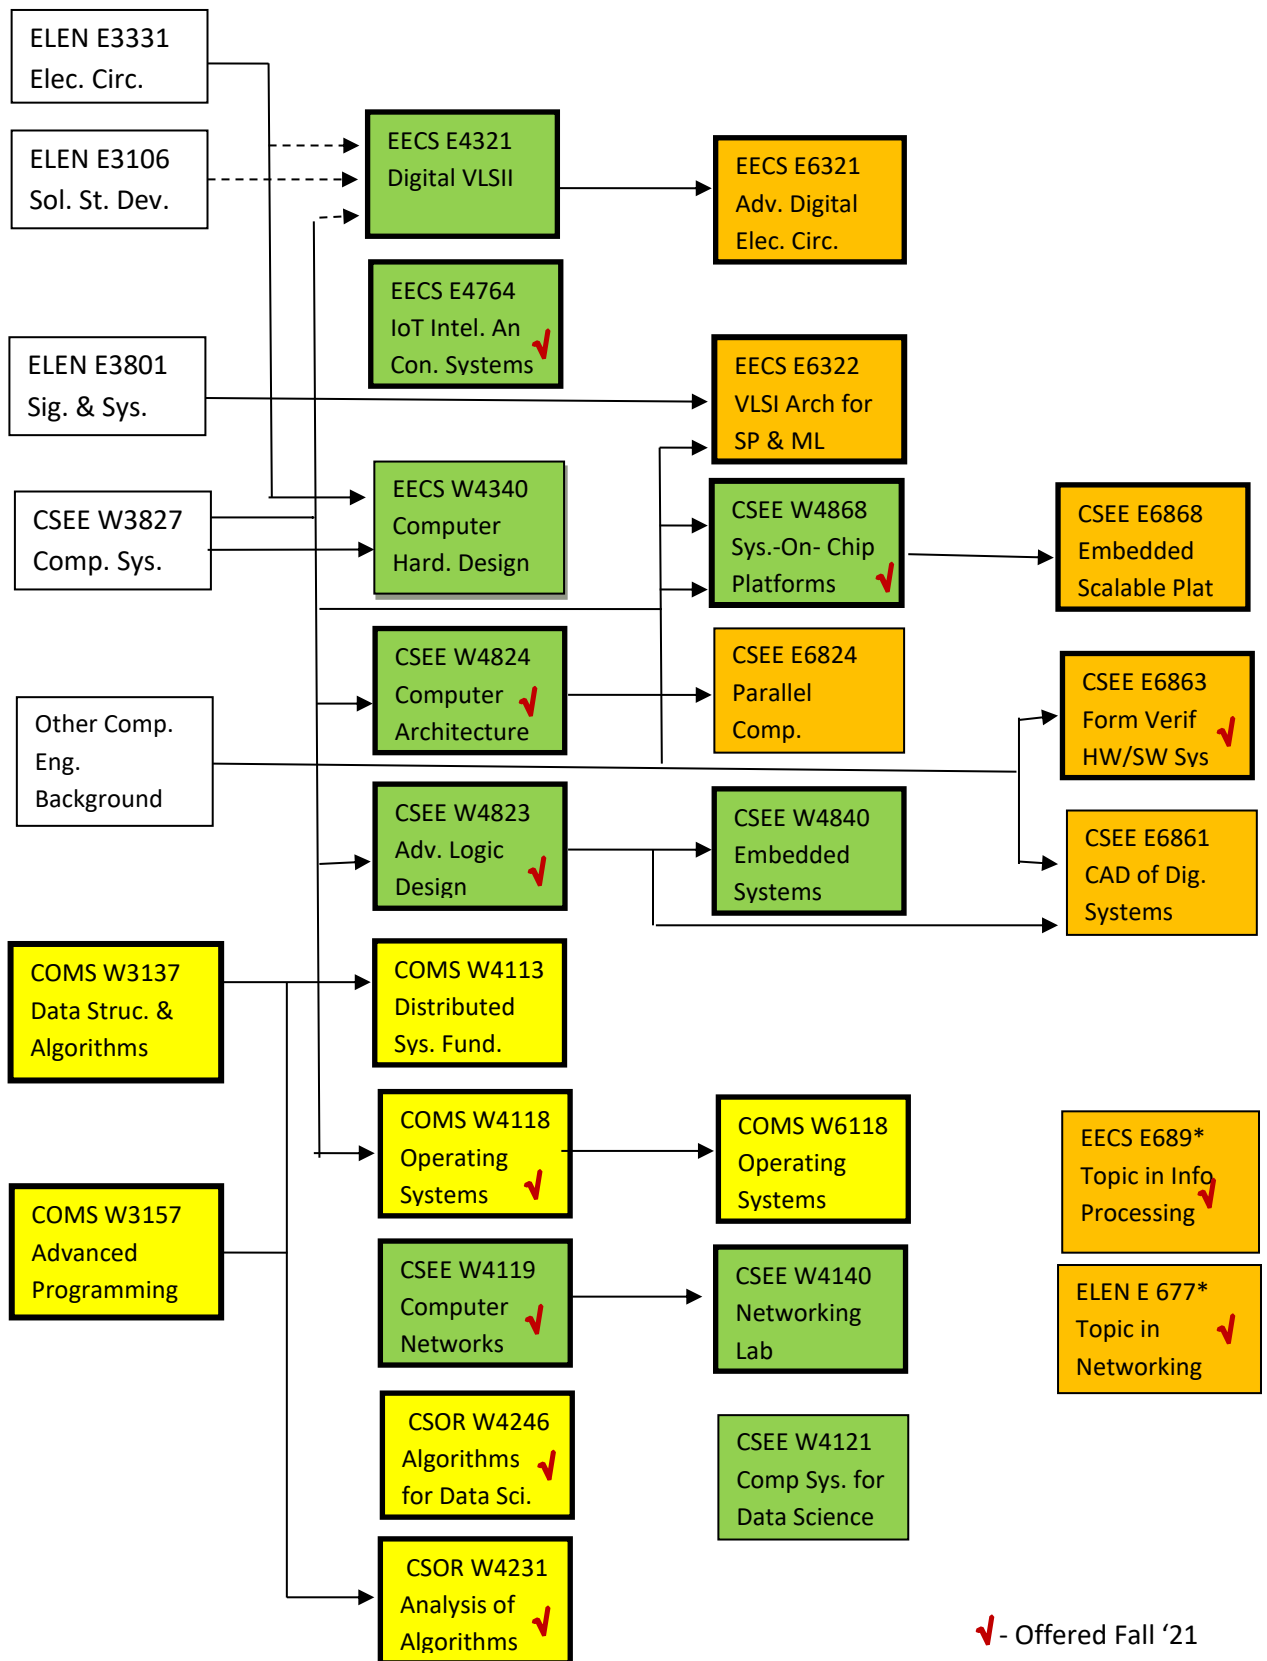 ELEN E3331
Elec. Circ.
ELEN E3106
Sol. St. Dev.
EECS E4321
Digital VLSII
EECS E6321
Adv. Digital
Elec. Circ.
EECS E4764
IoT Intel. An
Con. Systems
ELEN E3801
Sig. & Sys.
EECS E6322
VLSI Arch for
SP & ML
CSEE W3827
Comp. Sys.
EECS W4340
Computer
Hard. Design
CSEE W4868
Sys.-On- Chip
Platforms
CSEE E6868
Embedded
Scalable Plat
CSEE W4824
Computer
Architecture
CSEE E6824
Parallel
Comp.
CSEE E6863
Form Verif
HW/SW Sys
Other Comp.
Eng.
Background
CSEE W4823
Adv. Logic
Design
CSEE W4840
Embedded
Systems
CSEE E6861
CAD of Dig.
Systems
COMS W3137
Data Struc. &
Algorithms
COMS W4113
Distributed
Sys. Fund.
COMS W4118
Operating
Systems
COMS W6118
Operating
Systems
EECS E689*
Topic in Info
Processing
COMS W3157
Advanced
Programming
CSEE W4119
Computer
Networks
CSEE W4140
Networking
Lab
ELEN E 677*
Topic in
Networking
CSOR W4246
Algorithms
for Data Sci.
CSEE W4121
Comp Sys. for
Data Science
CSOR W4231
Analysis of
Algorithms
√ - Offered Fall ‘21